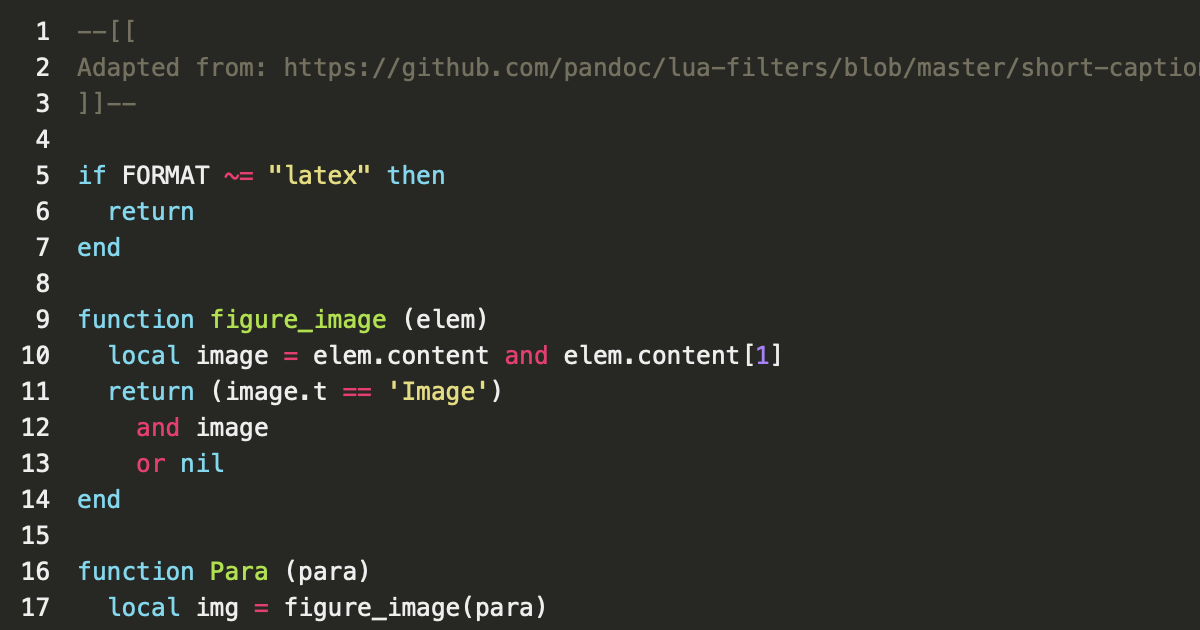 1 --[[
2 Adapted from: https://github.com/pandoc/lua-filters/blob/master/short-caption
3 ]]--
4
5 if FORMAT ~= "latex" then
6   return
7 end
8
9 function figure_image (elem)
10   local image = elem.content and elem.content[1]
11   return (image.t == 'Image')
12     and image
13     or nil
14 end
15
16 function Para (para)
17   local img = figure_image(para)